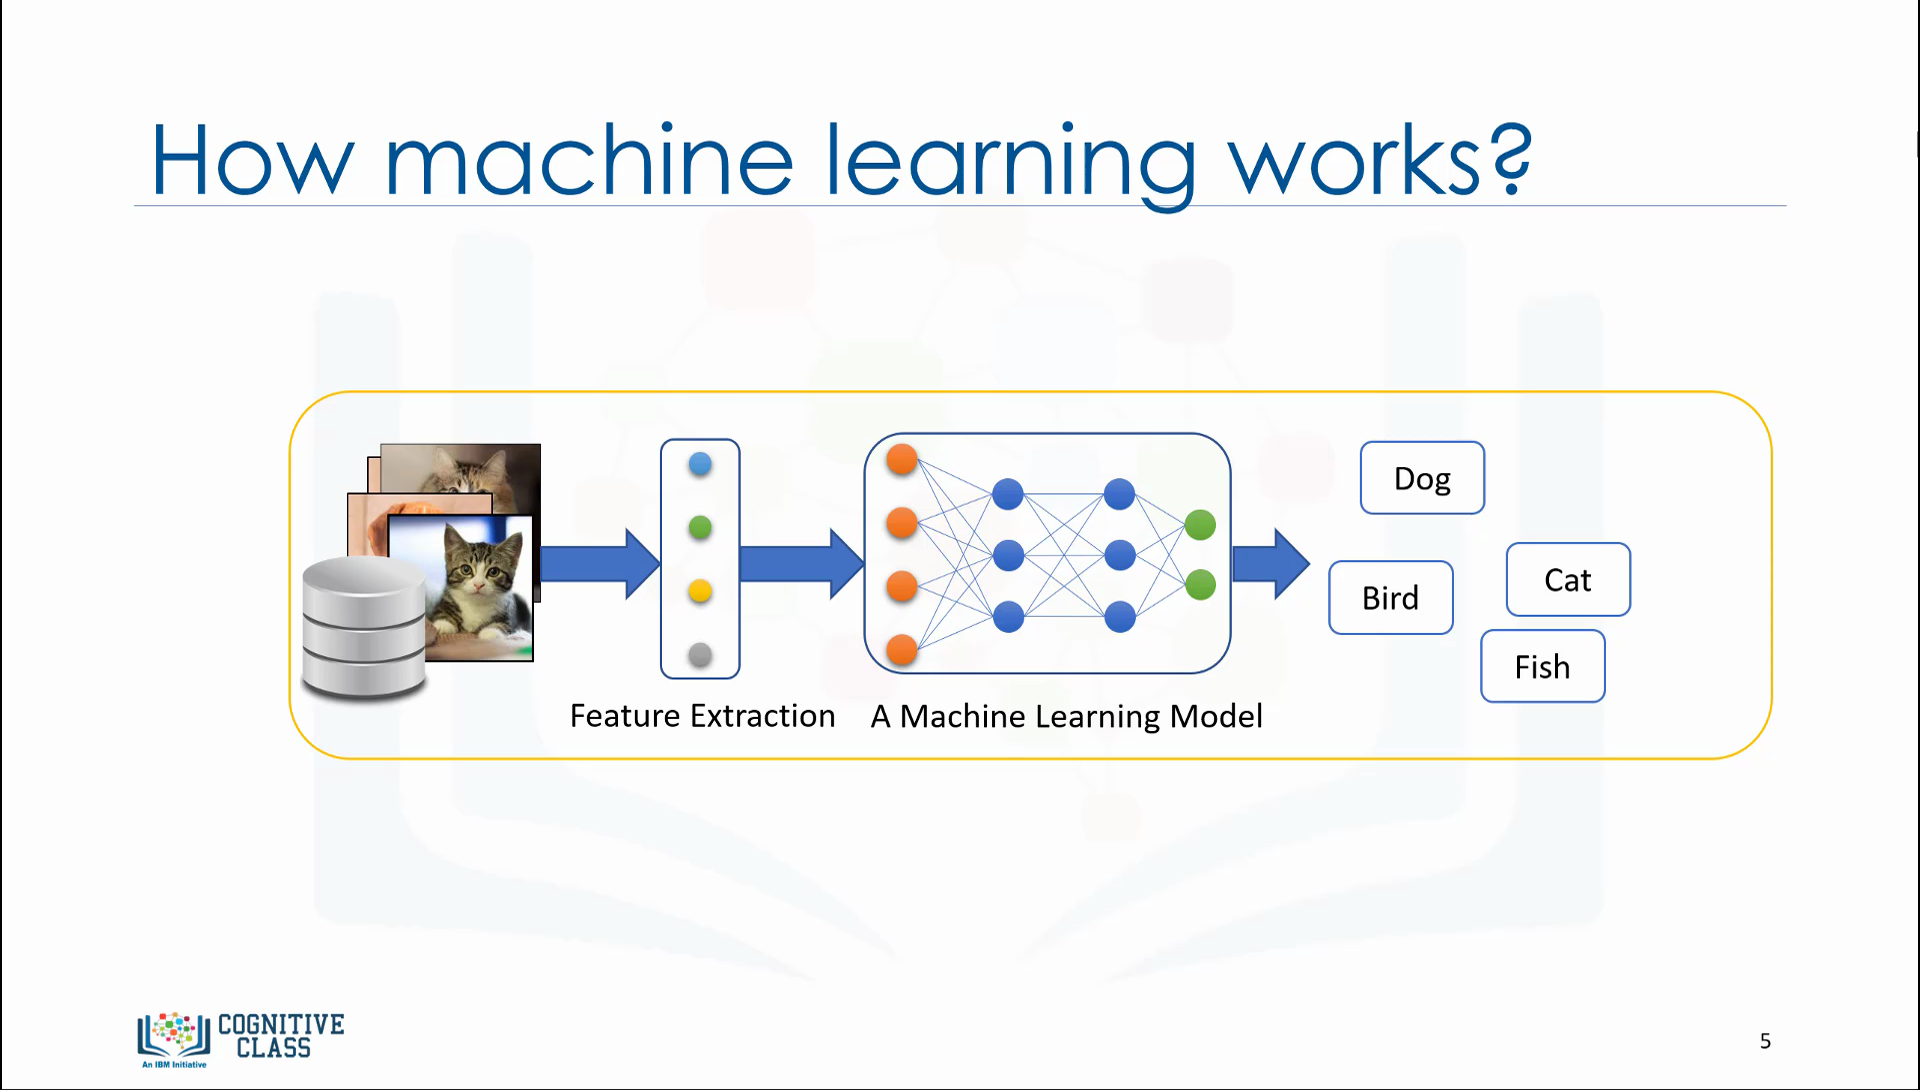 How machine learning works?
Dog
Bird
Cat
Fish
Feature Extraction
A Machine Learning Model
COGNITIVE
CLASS
An IBM Initiative
5